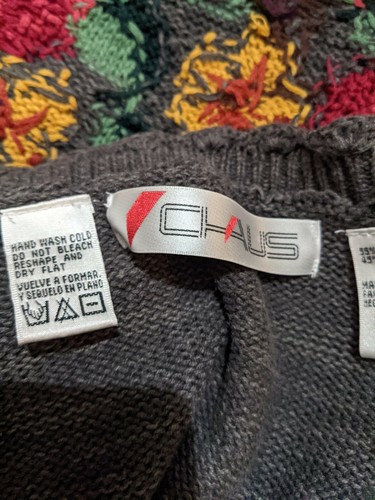 CHAUS
HAND WASH COLD
DO NOT BLEACH
RESHAPE AND
DRY FLAT
VUELVE A FORMAR,
Y SEQUELO EN PLANO